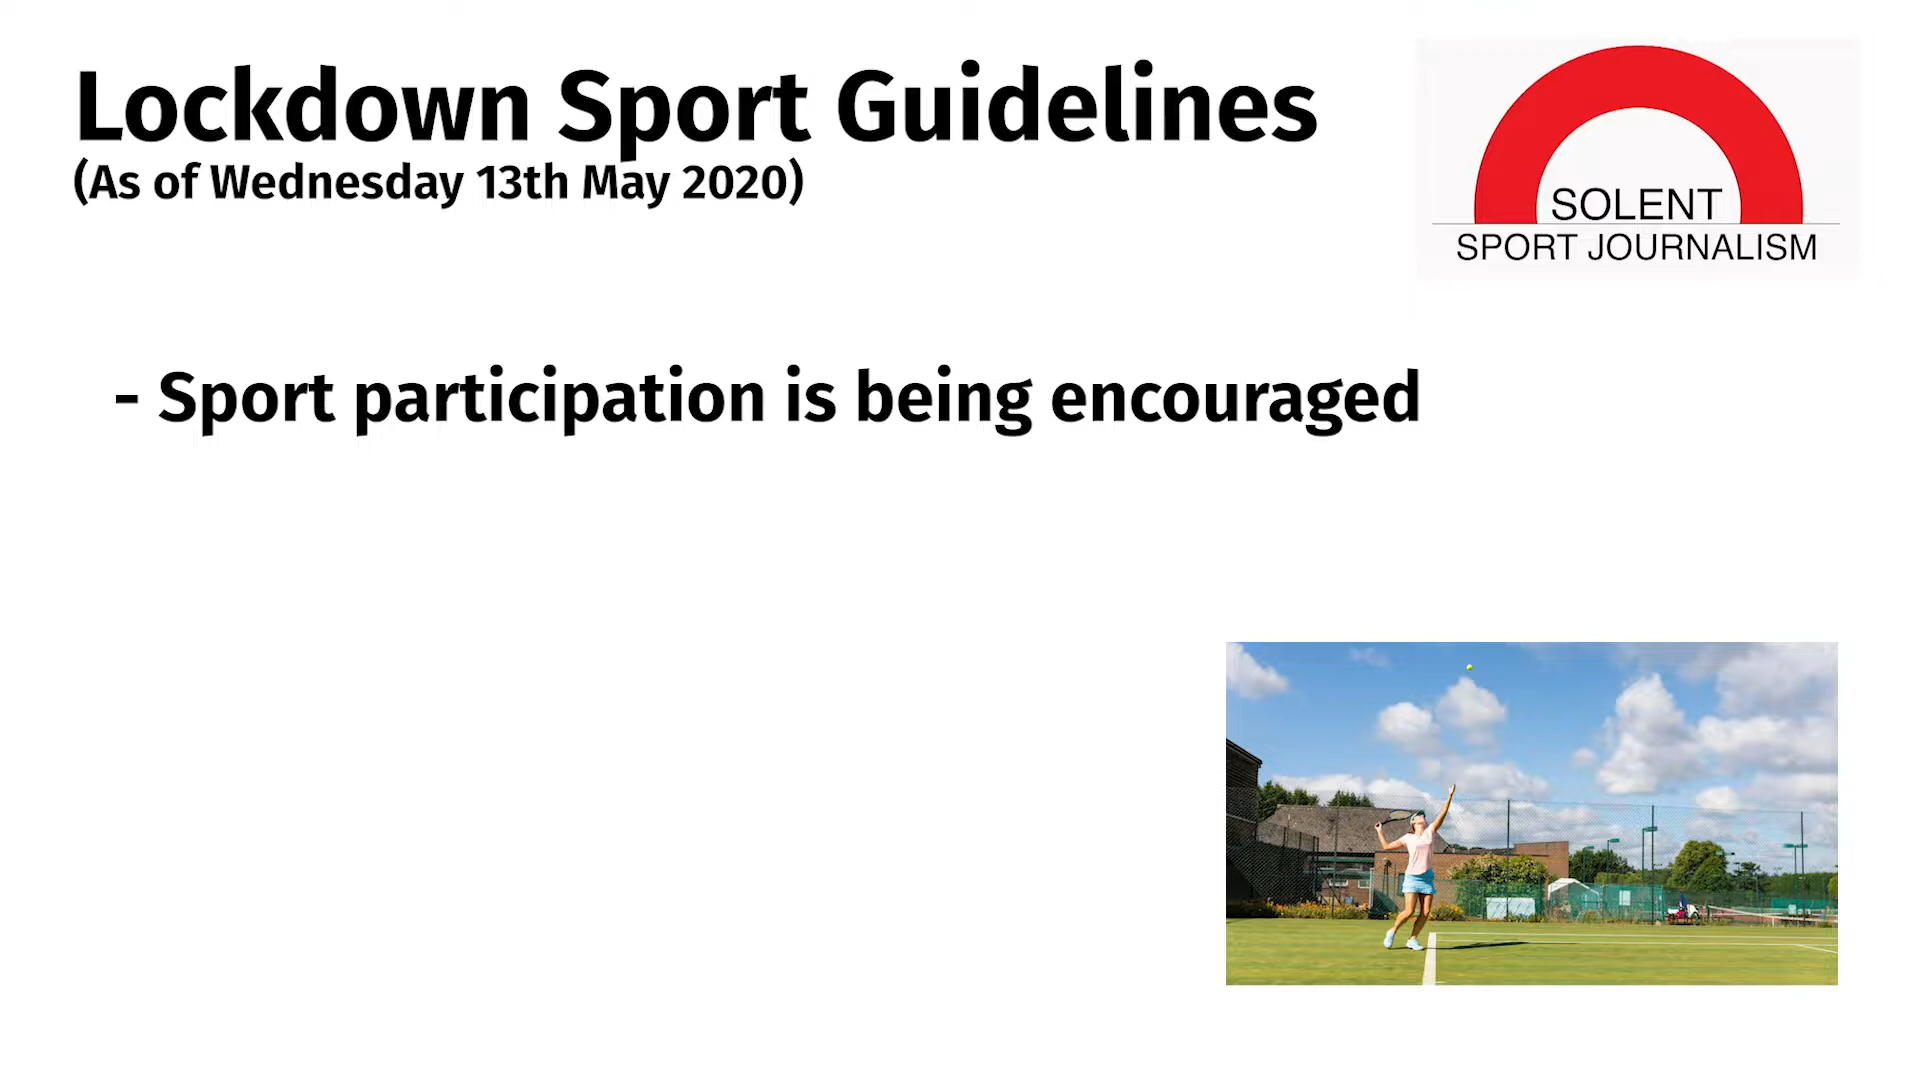 Lockdown Sport Guidelines
(As of Wednesday 13th May 2020)
SOLENT
SPORT JOURNALISM
- Sport participation is being encouraged